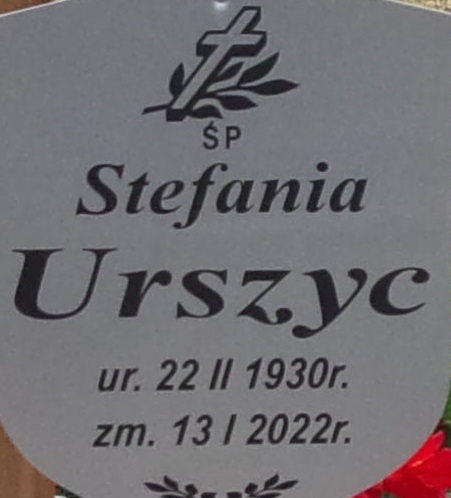 ŚP
Stefania
Urszyc
ur. 22 II 1930r.
zm. 13 I 2022r.